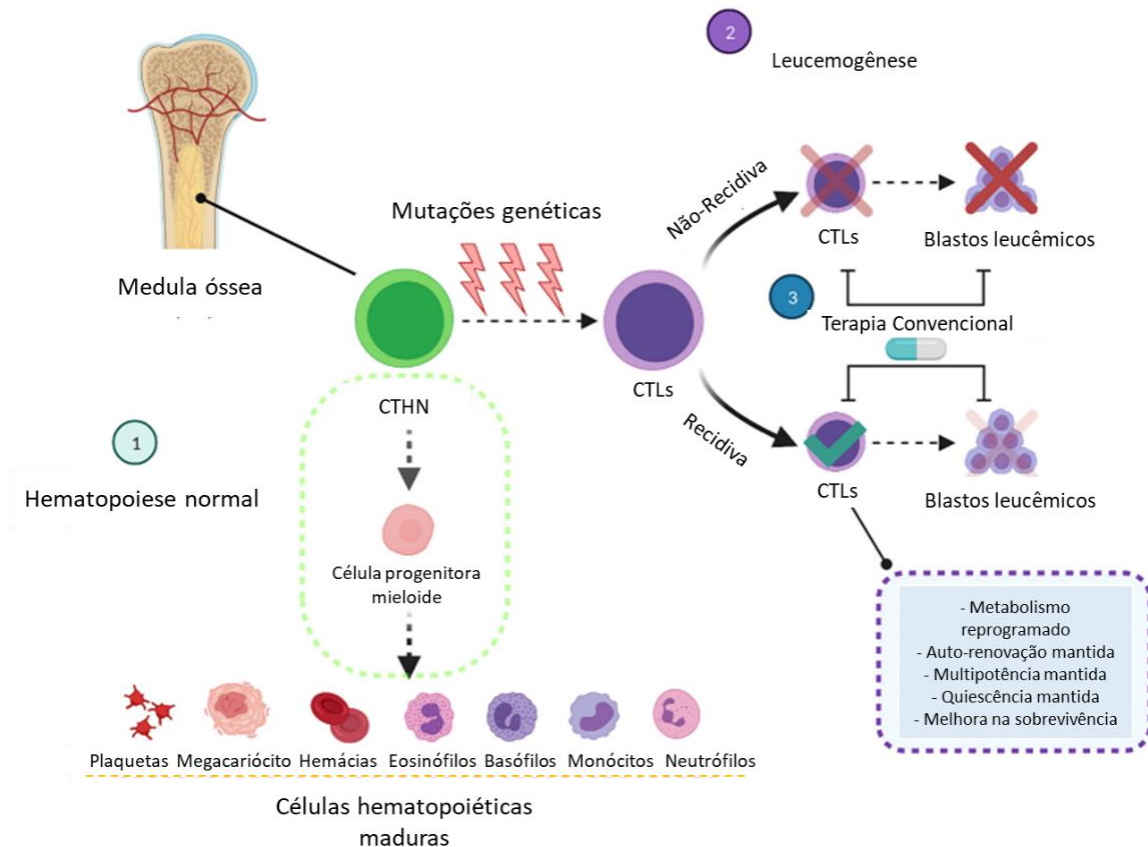 2
Leucemogênese
Não-Recidiva
Mutações genéticas
CTLs
Blastos leucêmicos
Medula óssea
3
Terapia Convencional
CTLs
CTHN
Recidiva
1
Hematopoiese normal
CTLs
Blastos leucêmicos
Célula progenitora
mieloide
- Metabolismo
reprogramado
- Auto-renovação mantida
- Multipotência mantida
- Quiescência mantida
- Melhora na sobrevivência
Plaquetas Megacariócito Hemácias Eosinófilos Basófilos Monócitos Neutrófilos
Células hematopoiéticas
maduras